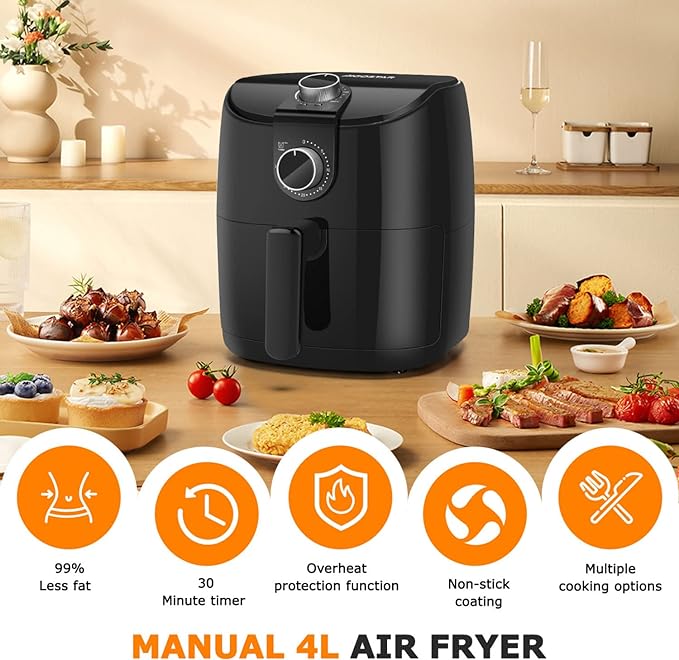 99%
Less fat
30
Minute timer
Overheat
protection function
Non-stick
coating
Multiple
cooking options
MANUAL 4L AIR FRYER